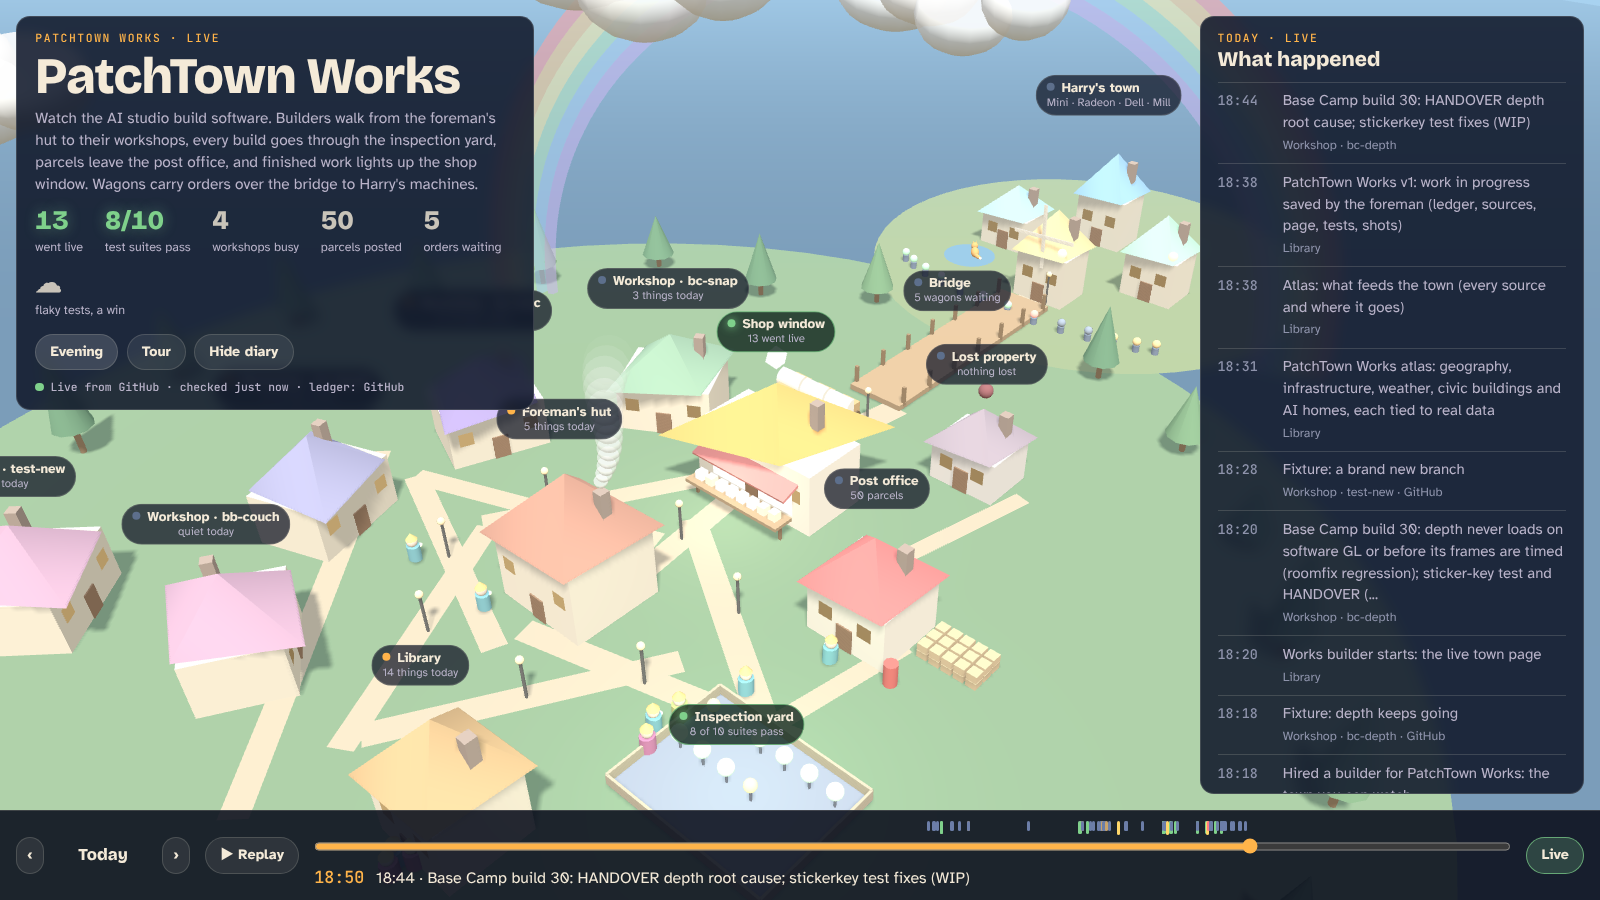 PATCHTOWN WORKS · LIVE
PatchTown Works
Watch the AI studio build software. Builders walk from the foreman's
hut to their workshops, every build goes through the inspection yard,
parcels leave the post office, and finished work lights up the shop
window. Wagons carry orders over the bridge to Harry's machines.
13
went live
8/10
test suites pass
4
workshops busy
50
parcels posted
5
orders waiting
flaky tests, a win
Evening
Tour
Hide diary
Live from GitHub · checked just now · ledger: GitHub
Harry's town
Mini · Radeon · Dell · Mill
Workshop · bc-snap
3 things today
Bridge
5 wagons waiting
Shop window
13 went live
Lost property
nothing lost
Foreman's hut
5 things today
· test-new
today
Post office
50 parcels
Workshop · bb-couch
quiet today
Library
14 things today
Inspection yard
8 of 10 suites pass
TODAY · LIVE
What happened
18:44
Base Camp build 30: HANDOVER depth
root cause; stickerkey test fixes (WIP)
Workshop · bc-depth
18:38
PatchTown Works v1: work in progress
saved by the foreman (ledger, sources,
page, tests, shots)
Library
18:38
Atlas: what feeds the town (every source
and where it goes)
Library
18:31
PatchTown Works atlas: geography,
infrastructure, weather, civic buildings and
AI homes, each tied to real data
Library
18:28
Fixture: a brand new branch
Workshop · test-new · GitHub
18:20
Base Camp build 30: depth never loads on
software GL or before its frames are timed
(roomfix regression); sticker-key test and
HANDOVER (...
Workshop · bc-depth
18:20
Works builder starts: the live town page
Library
18:18
Fixture: depth keeps going
Workshop · bc-depth · GitHub
18:18
Hired a builder for PatchTown Works: the
‹
Today
›
▶ Replay
18:50
18:44 · Base Camp build 30: HANDOVER depth root cause; stickerkey test fixes (WIP)
Live